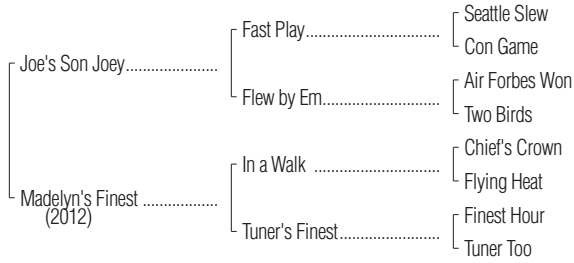 Seattle Slew
Fast Play
Con Game
Joe's Son Joey
Air Forbes Won
Flew by Em
Two Birds
Chief's Crown
In a Walk
Flying Heat
Madelyn's Finest
(2012)
Finest Hour
Tuner's Finest
Tuner Too